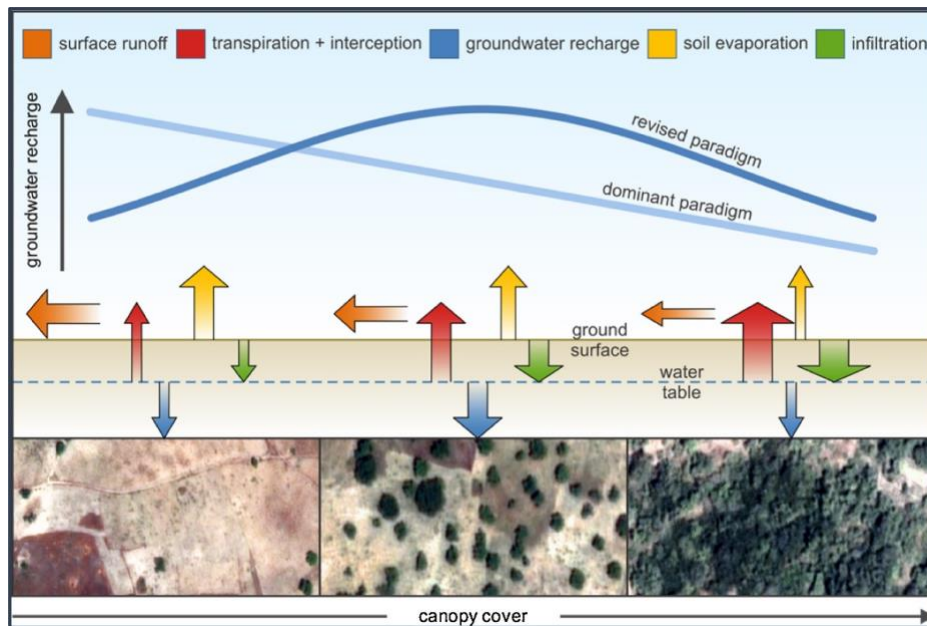 surface runoff transpiration + interception groundwater recharge soil evaporation infiltration
groundwater recharge
revised paradigm
dominant paradigm
ground
surface
water
table
canopy cover